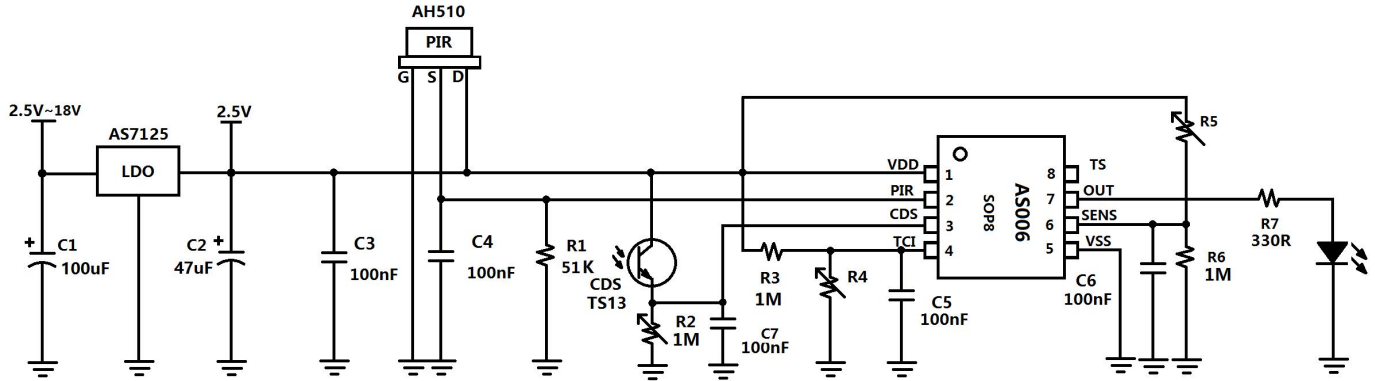 AH510
PIR
G S D
2.5V~18V
2.5V
AS7125
LDO
+
C1
100uF
C2
+
47uF
C3
100nF
C4
100nF
R1
51K
CDS
TS13
R2
1M
C7
100nF
R3
1M
R4
C5
100nF
VDD
PIR
CDS
TCI
1
2
3
4
SOP8
AS006
8
7
6
5
TS
OUT
SENS
VSS
R5
C6
100nF
R6
1M
R7
330R